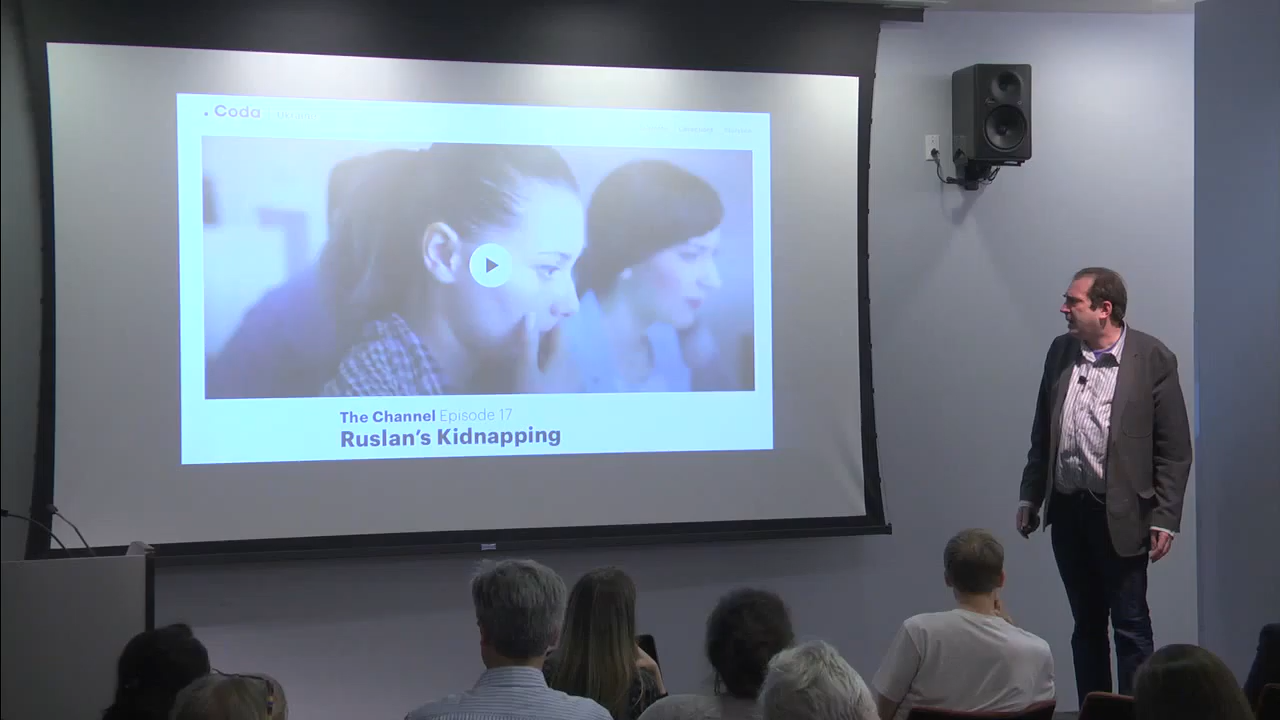 . Coda
The Channel Episode 17
Ruslan's Kidnapping